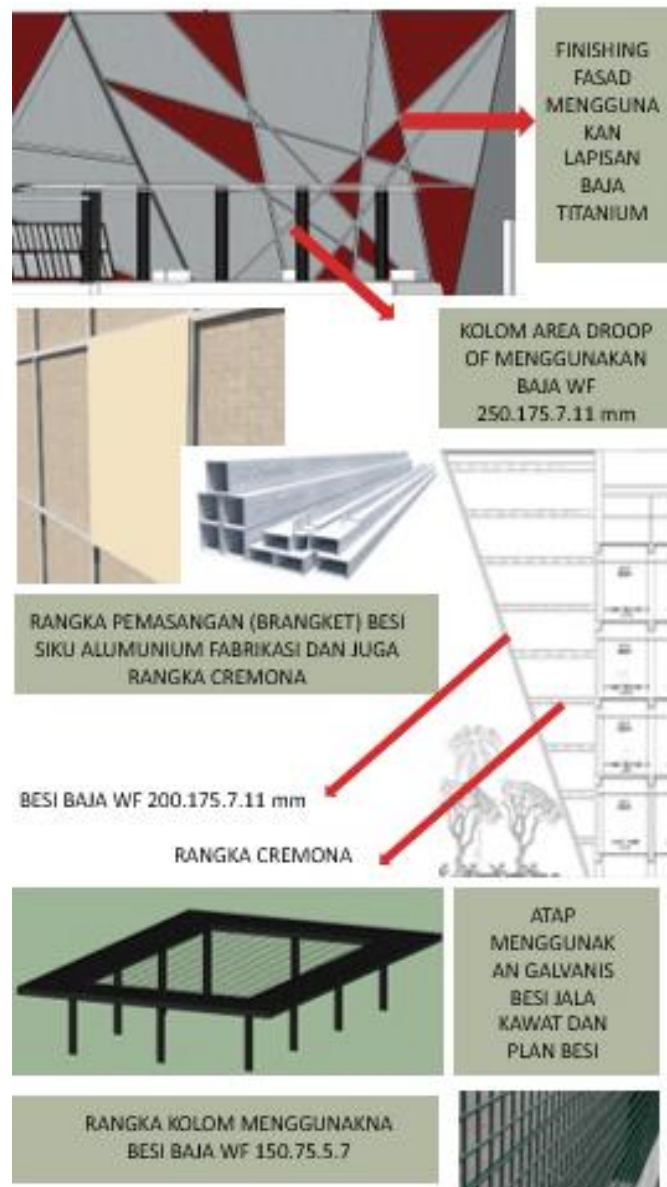 FINISHING
FASAD
MENGGUNA
KAN
LAPISAN
BAJA
TITANIUM
KOLOM AREA DROOP
OF MENGGUNAKAN
BAJA WF
250.175.7.11 mm
RANGKA PEMASANGAN (BRANGKET) BESI
SIKU ALUMUNIUM FABRIKASI DAN JUGA
RANGKA CREMONA
BESI BAJA WF 200.175.7.11 mm
RANGKA CREMONA
ATAP
MENGGUNAK
AN GALVANIS
BESI JALA
KAWAT DAN
PLAN BESI
RANGKA KOLOM MENGGUNAKNA
BESI BAJA WF 150.75.5.7